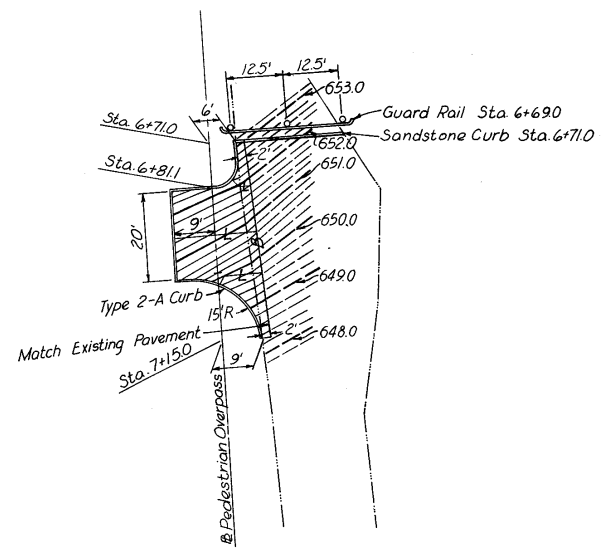 12.5' 12.5'
653.0
6'
Guard Rail Sta. 6+69.0
Sta. 6+71.0
Sandstone Curb Sta. 6+71.0
652.0
2'
651.0
Sta. 6+81.1
9'
20'
L
650.0
L
649.0
Type 2-A Curb
15'R
648.0
Match Existing Pavement
2'
Sta. 7+15.0
9'
Pedestrian Overpass